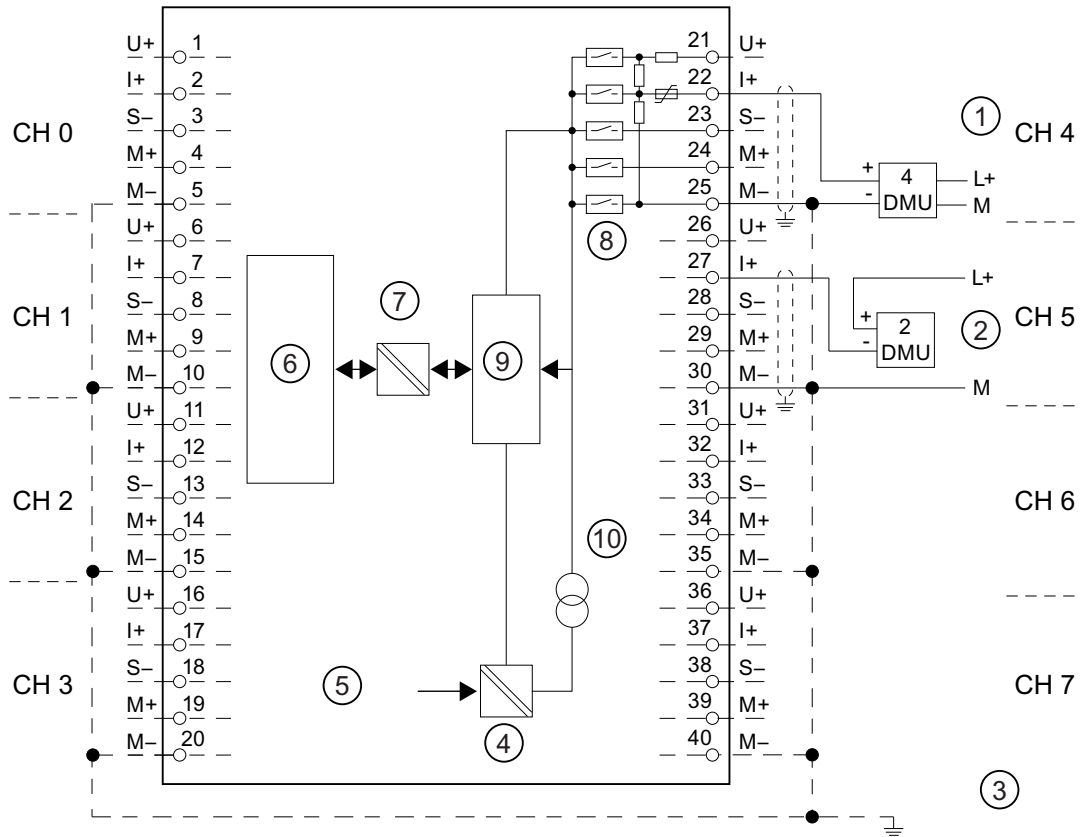 CH 0
CH 1
CH 2
CH 3
U+ 1
I+ 2
S– 3
M+ 4
M– 5
U+ 6
I+ 7
S– 8
M+ 9
M– 10
U+ 11
I+ 12
S– 13
M+ 14
M– 15
U+ 16
I+ 17
S– 18
M+ 19
M– 20
6
7
9
8
10
5
4
21 U+
22 I+
23 S–
24 M+
25 M–
26 U+
27 I+
28 S–
29 M+
30 M–
31 U+
32 I+
33 S–
34 M+
35 M–
36 U+
37 I+
38 S–
39 M+
40 M–
1
CH 4
+
-
4
DMU
L+
M
2
CH 5
+
-
2
DMU
L+
M
CH 6
CH 7
3